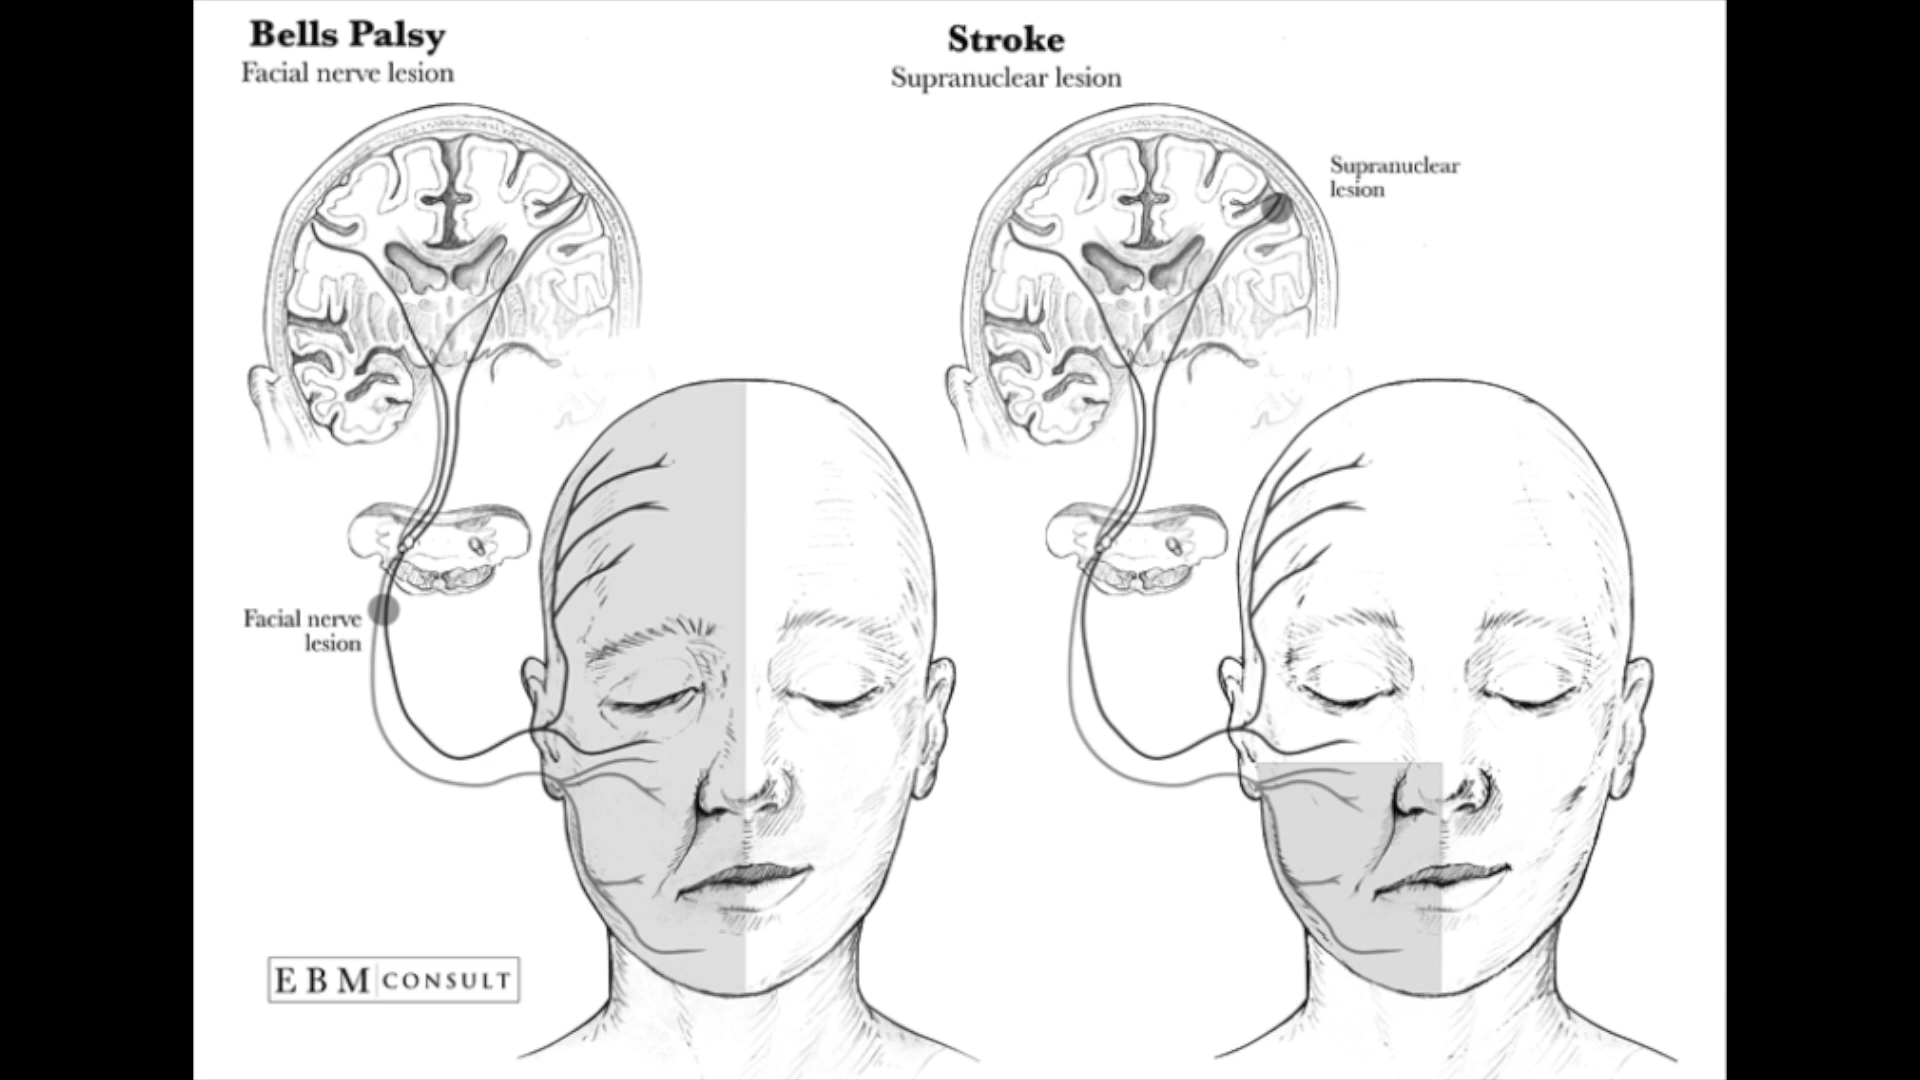 Bells Palsy
Facial nerve lesion
Stroke
Supranuclear lesion
Supranuclear
lesion
Facial nerve
lesion
EBM CONSULT